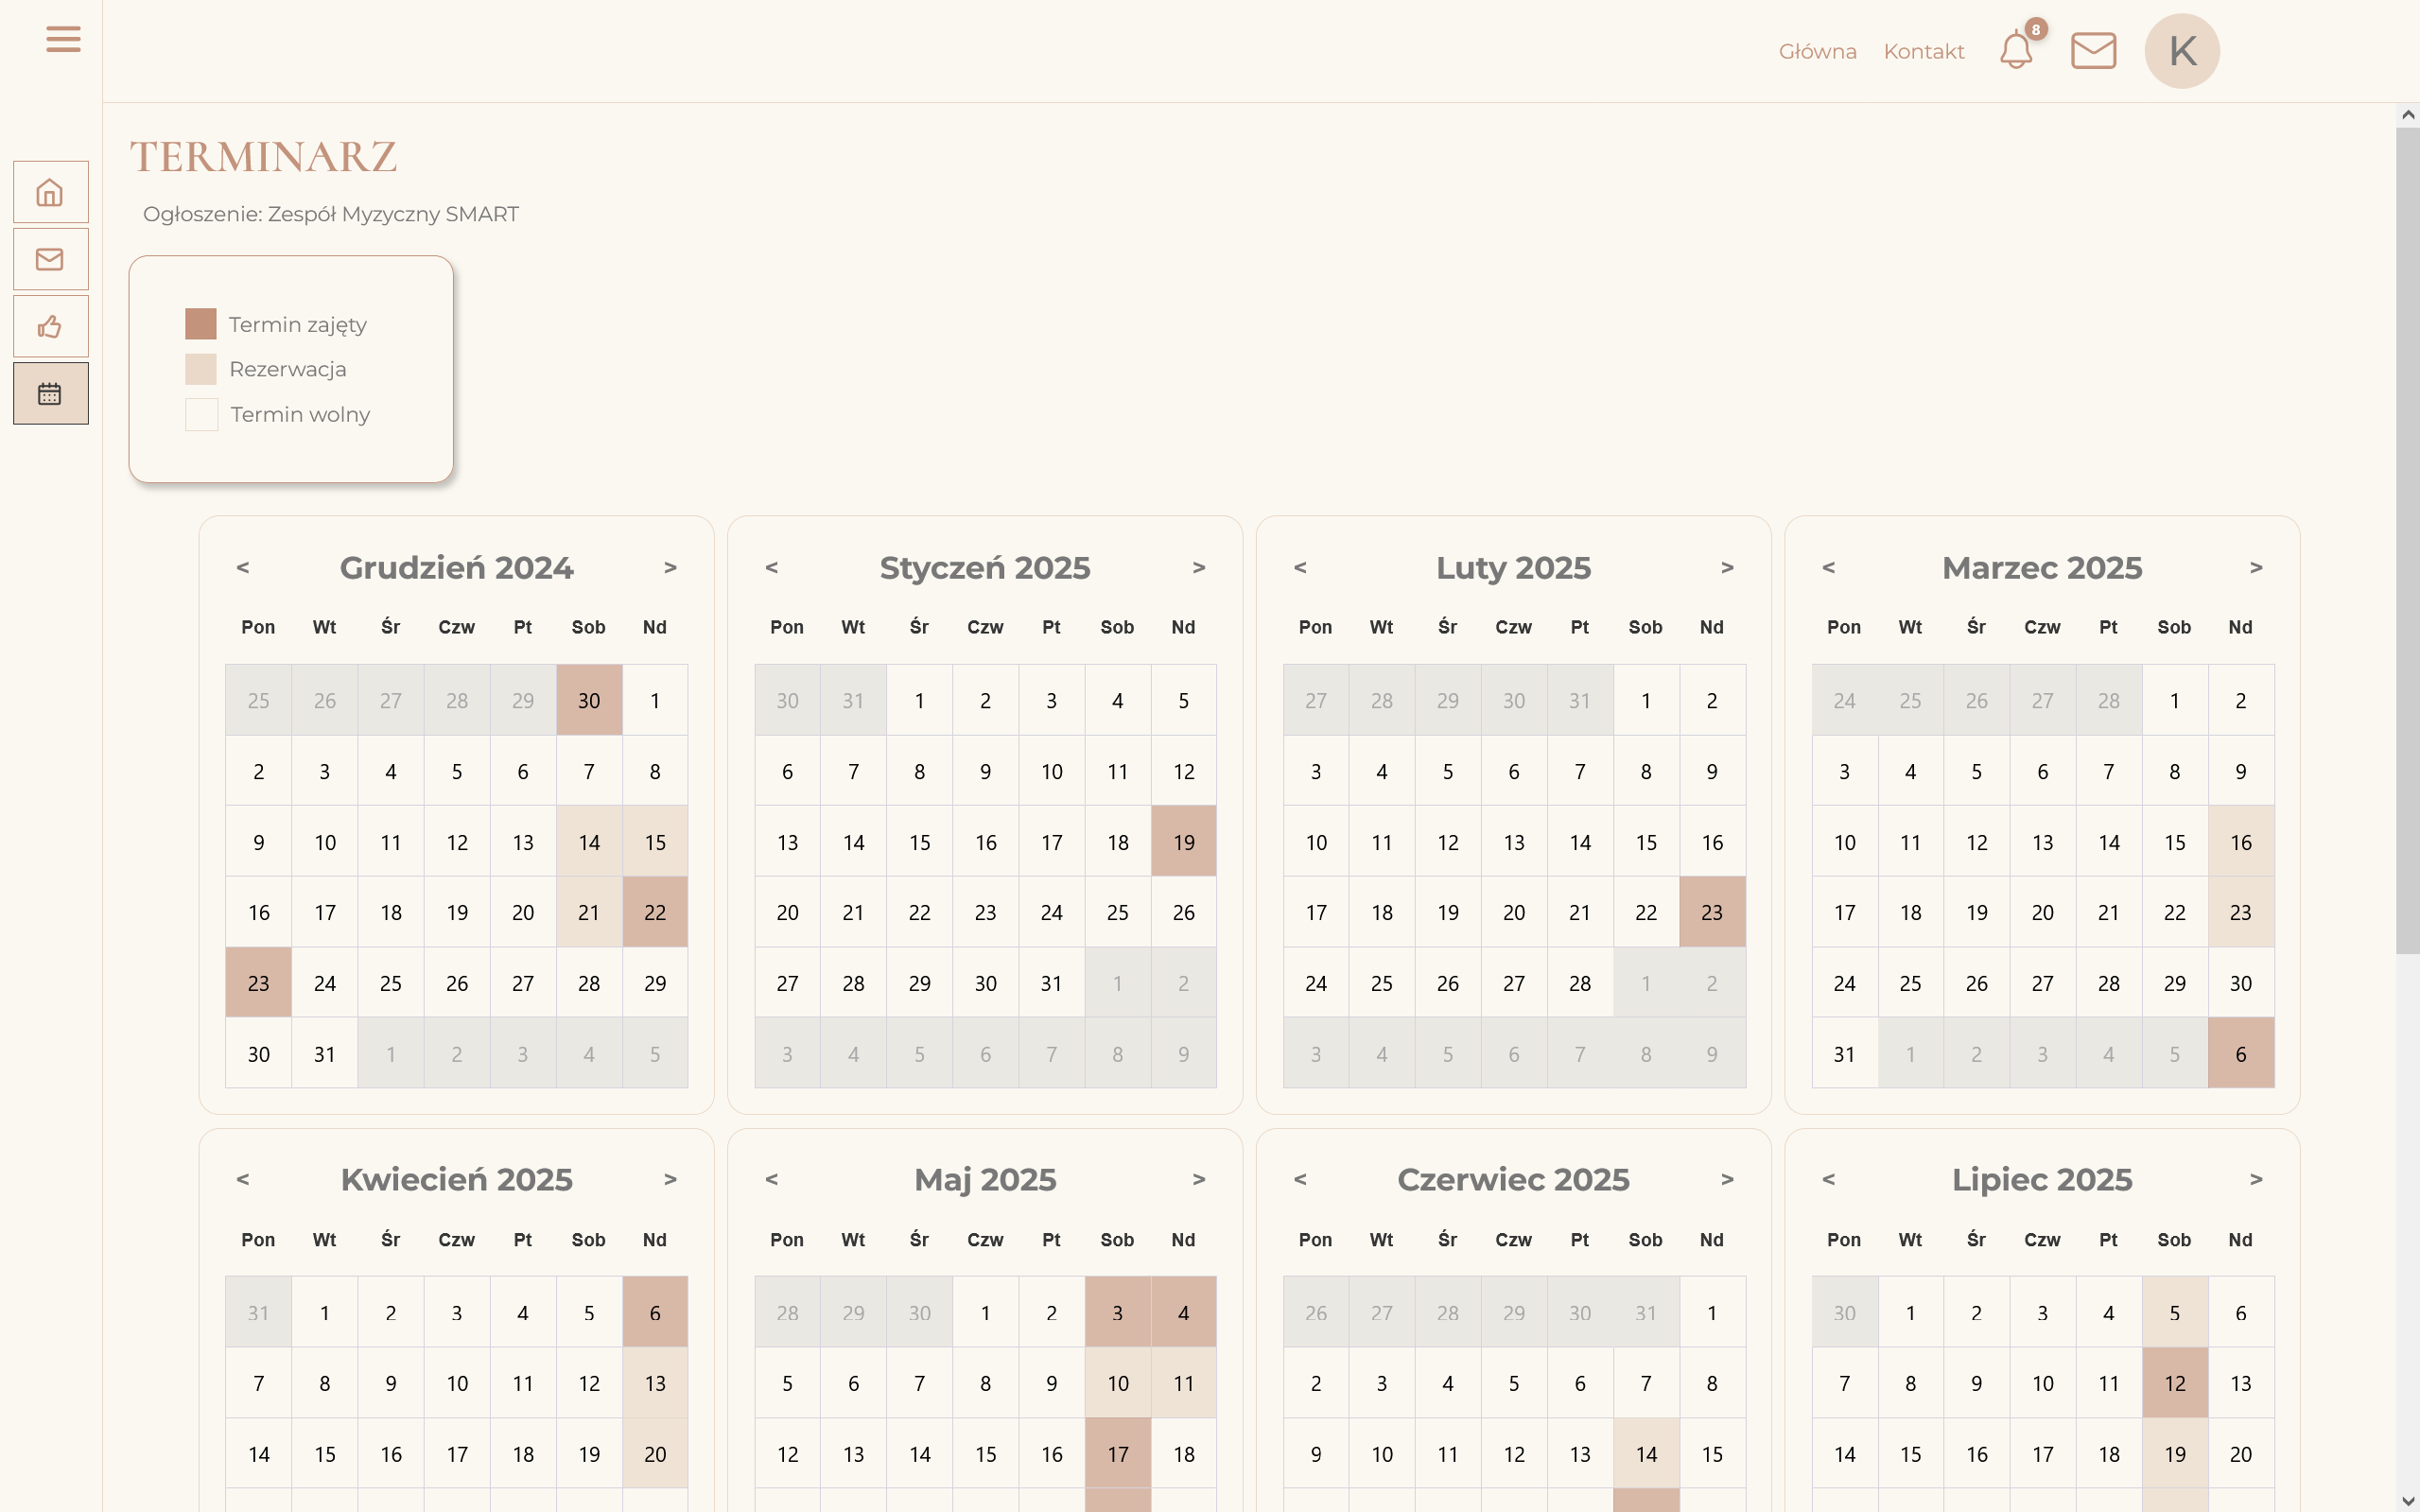 Główna Kontakt 8 K
TERMINARZ
Ogłoszenie: Zespół Myzyczny SMART
Termin zajęty
Rezerwacja
Termin wolny
< Grudzień 2024 >
Pon Wt Śr Czw Pt Sob Nd
25 26 27 28 29 30 1
2 3 4 5 6 7 8
9 10 11 12 13 14 15
16 17 18 19 20 21 22
23 24 25 26 27 28 29
30 31 1 2 3 4 5
< Styczeń 2025 >
Pon Wt Śr Czw Pt Sob Nd
30 31 1 2 3 4 5
6 7 8 9 10 11 12
13 14 15 16 17 18 19
20 21 22 23 24 25 26
27 28 29 30 31 1 2
3 4 5 6 7 8 9
< Luty 2025 >
Pon Wt Śr Czw Pt Sob Nd
27 28 29 30 31 1 2
3 4 5 6 7 8 9
10 11 12 13 14 15 16
17 18 19 20 21 22 23
24 25 26 27 28 1 2
3 4 5 6 7 8 9
< Marzec 2025 >
Pon Wt Śr Czw Pt Sob Nd
24 25 26 27 28 1 2
3 4 5 6 7 8 9
10 11 12 13 14 15 16
17 18 19 20 21 22 23
24 25 26 27 28 29 30
31 1 2 3 4 5 6
< Kwiecień 2025 >
Pon Wt Śr Czw Pt Sob Nd
31 1 2 3 4 5 6
7 8 9 10 11 12 13
14 15 16 17 18 19 20
< Maj 2025 >
Pon Wt Śr Czw Pt Sob Nd
28 29 30 1 2 3 4
5 6 7 8 9 10 11
12 13 14 15 16 17 18
< Czerwiec 2025 >
Pon Wt Śr Czw Pt Sob Nd
26 27 28 29 30 31 1
2 3 4 5 6 7 8
9 10 11 12 13 14 15
< Lipiec 2025 >
Pon Wt Śr Czw Pt Sob Nd
30 1 2 3 4 5 6
7 8 9 10 11 12 13
14 15 16 17 18 19 20